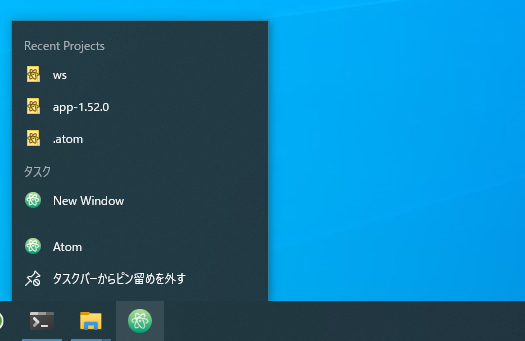 Recent Projects
ws
app-1.52.0
.atom
タスク
New Window
Atom
タスクバーからピン留めを外す